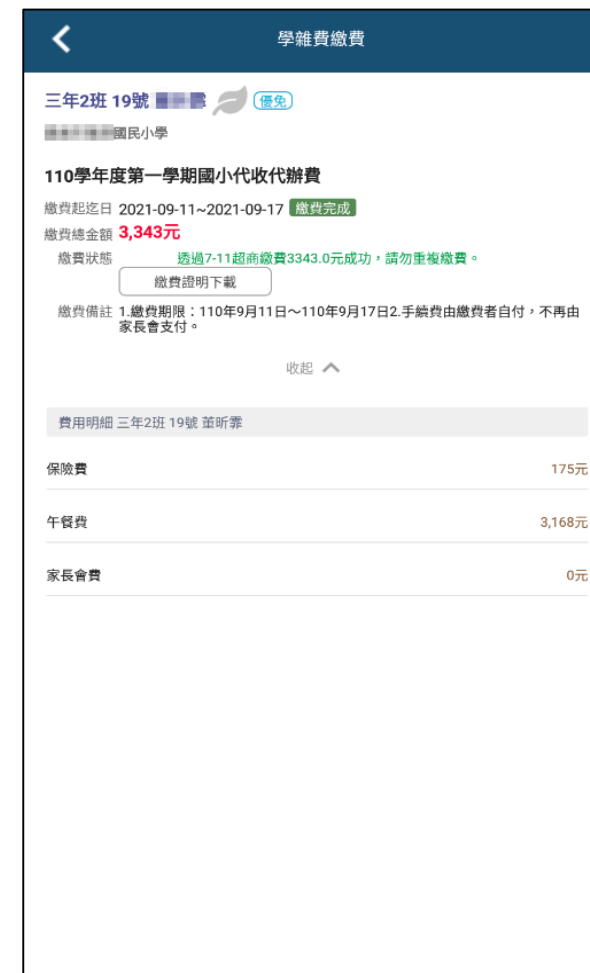 學雜費繳費
三年2班 19號 優免
國民小學
110學年度第一學期國小代收代辦費
繳費起迄日 2021-09-11~2021-09-17 繳費完成
繳費總金額 3,343元
繳費狀態 透過7-11超商繳費3343.0元成功，請勿重複繳費。
繳費證明下載
繳費備註 1.繳費期限：110年9月11日～110年9月17日2.手續費由繳費者自付，不再由
家長會支付。
收起
費用明細 三年2班 19號 董昕霏
保險費 175元
午餐費 3,168元
家長會費 0元